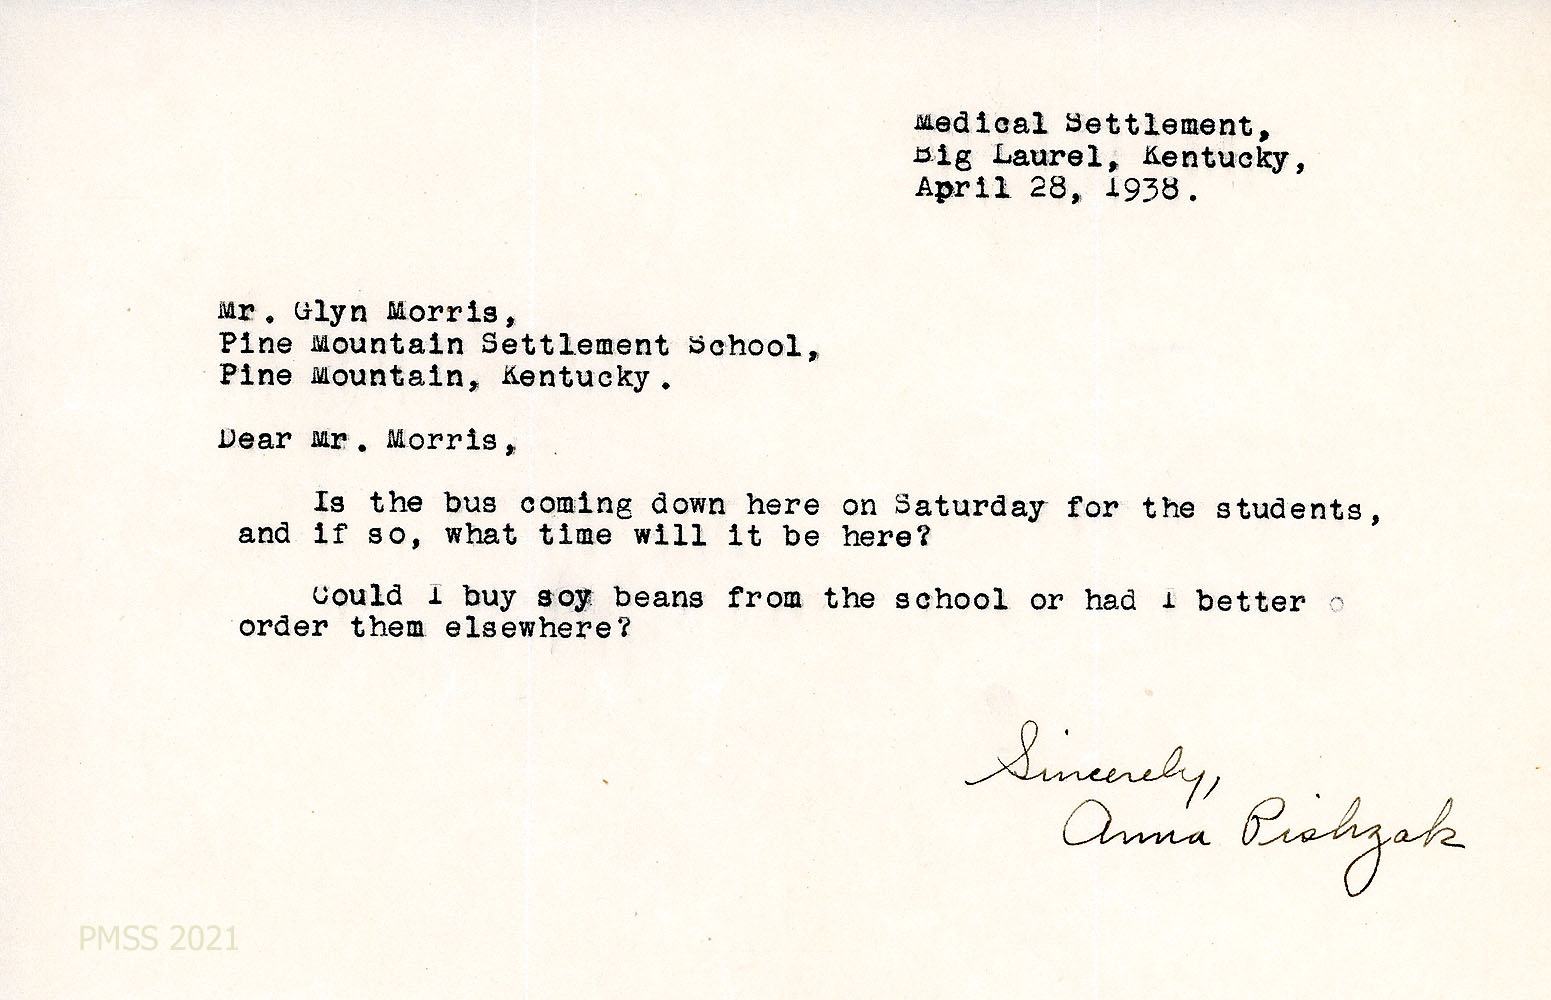 Medical Settlement,
Big Laurel, Kentucky,
April 28, 1938.
Mr. Glyn Morris,
Pine Mountain Settlement School,
Pine Mountain, Kentucky.
Dear Mr. Morris,
Is the bus coming down here on Saturday for the students,
and if so, what time will it be here?
Could I buy soy beans from the school or had I better o
order them elsewhere?
Sincerely,
Anna Pishzak
PMSS 2021